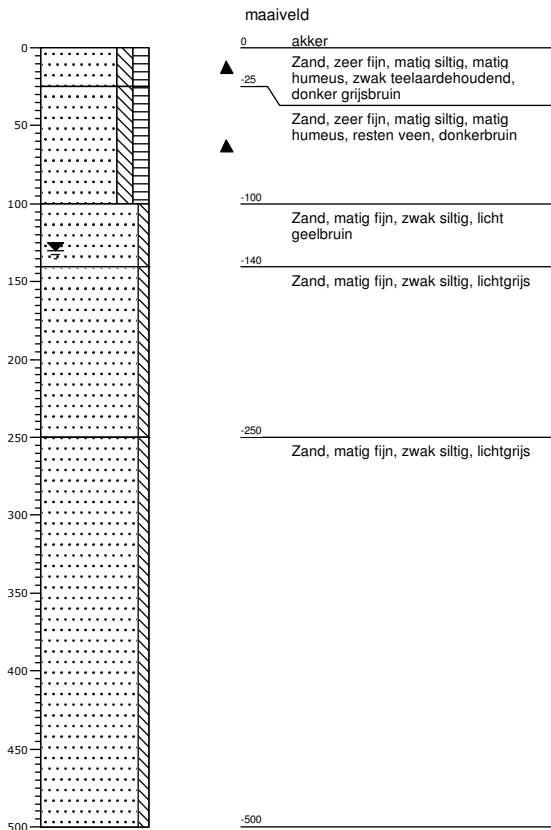 maaiveld
0
0
akker
Zand, zeer fijn, matig siltig, matig
humeus, zwak teelaardehoudend,
donker grijsbruin
-25
50
Zand, zeer fijn, matig siltig, matig
humeus, resten veen, donkerbruin
100
-100
Zand, matig fijn, zwak siltig, licht
geelbruin
-140
150
Zand, matig fijn, zwak siltig, lichtgrijs
200
250
-250
Zand, matig fijn, zwak siltig, lichtgrijs
300
350
400
450
500
-500